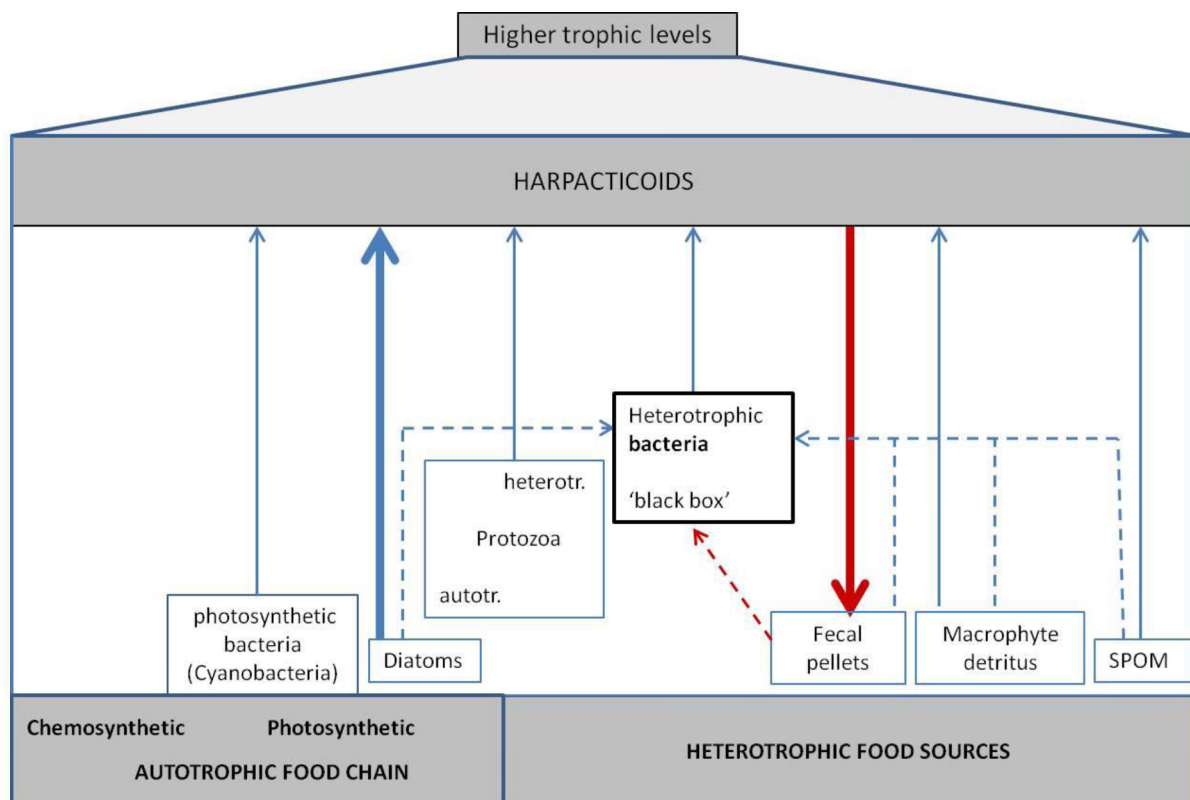 Higher trophic levels
HARPACTICOIDS
Heterotrophic
bacteria
'black box'
heterotr.
Protozoa
autotr.
photosynthetic
bacteria
(Cyanobacteria)
Diatoms
Fecal
pellets
Macrophyte
detritus
SPOM
Chemosynthetic
Photosynthetic
AUTOTROPHIC FOOD CHAIN
HETEROTROPHIC FOOD SOURCES